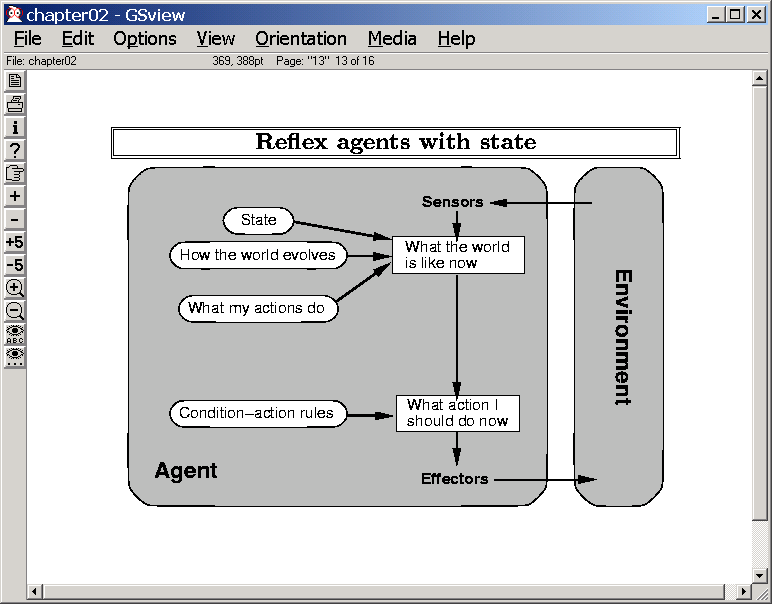 chapter02 - GSview
File Edit Options View Orientation Media Help
File: chapter02 369, 388pt Page: "13" 13 of 16
i
?
+
-
+5
-5
+
-
ABC
Reflex agents with state
Sensors
State
How the world evolves
What the world
is like now
What my actions do
Environment
Condition−action rules
What action I
should do now
Agent
Effectors